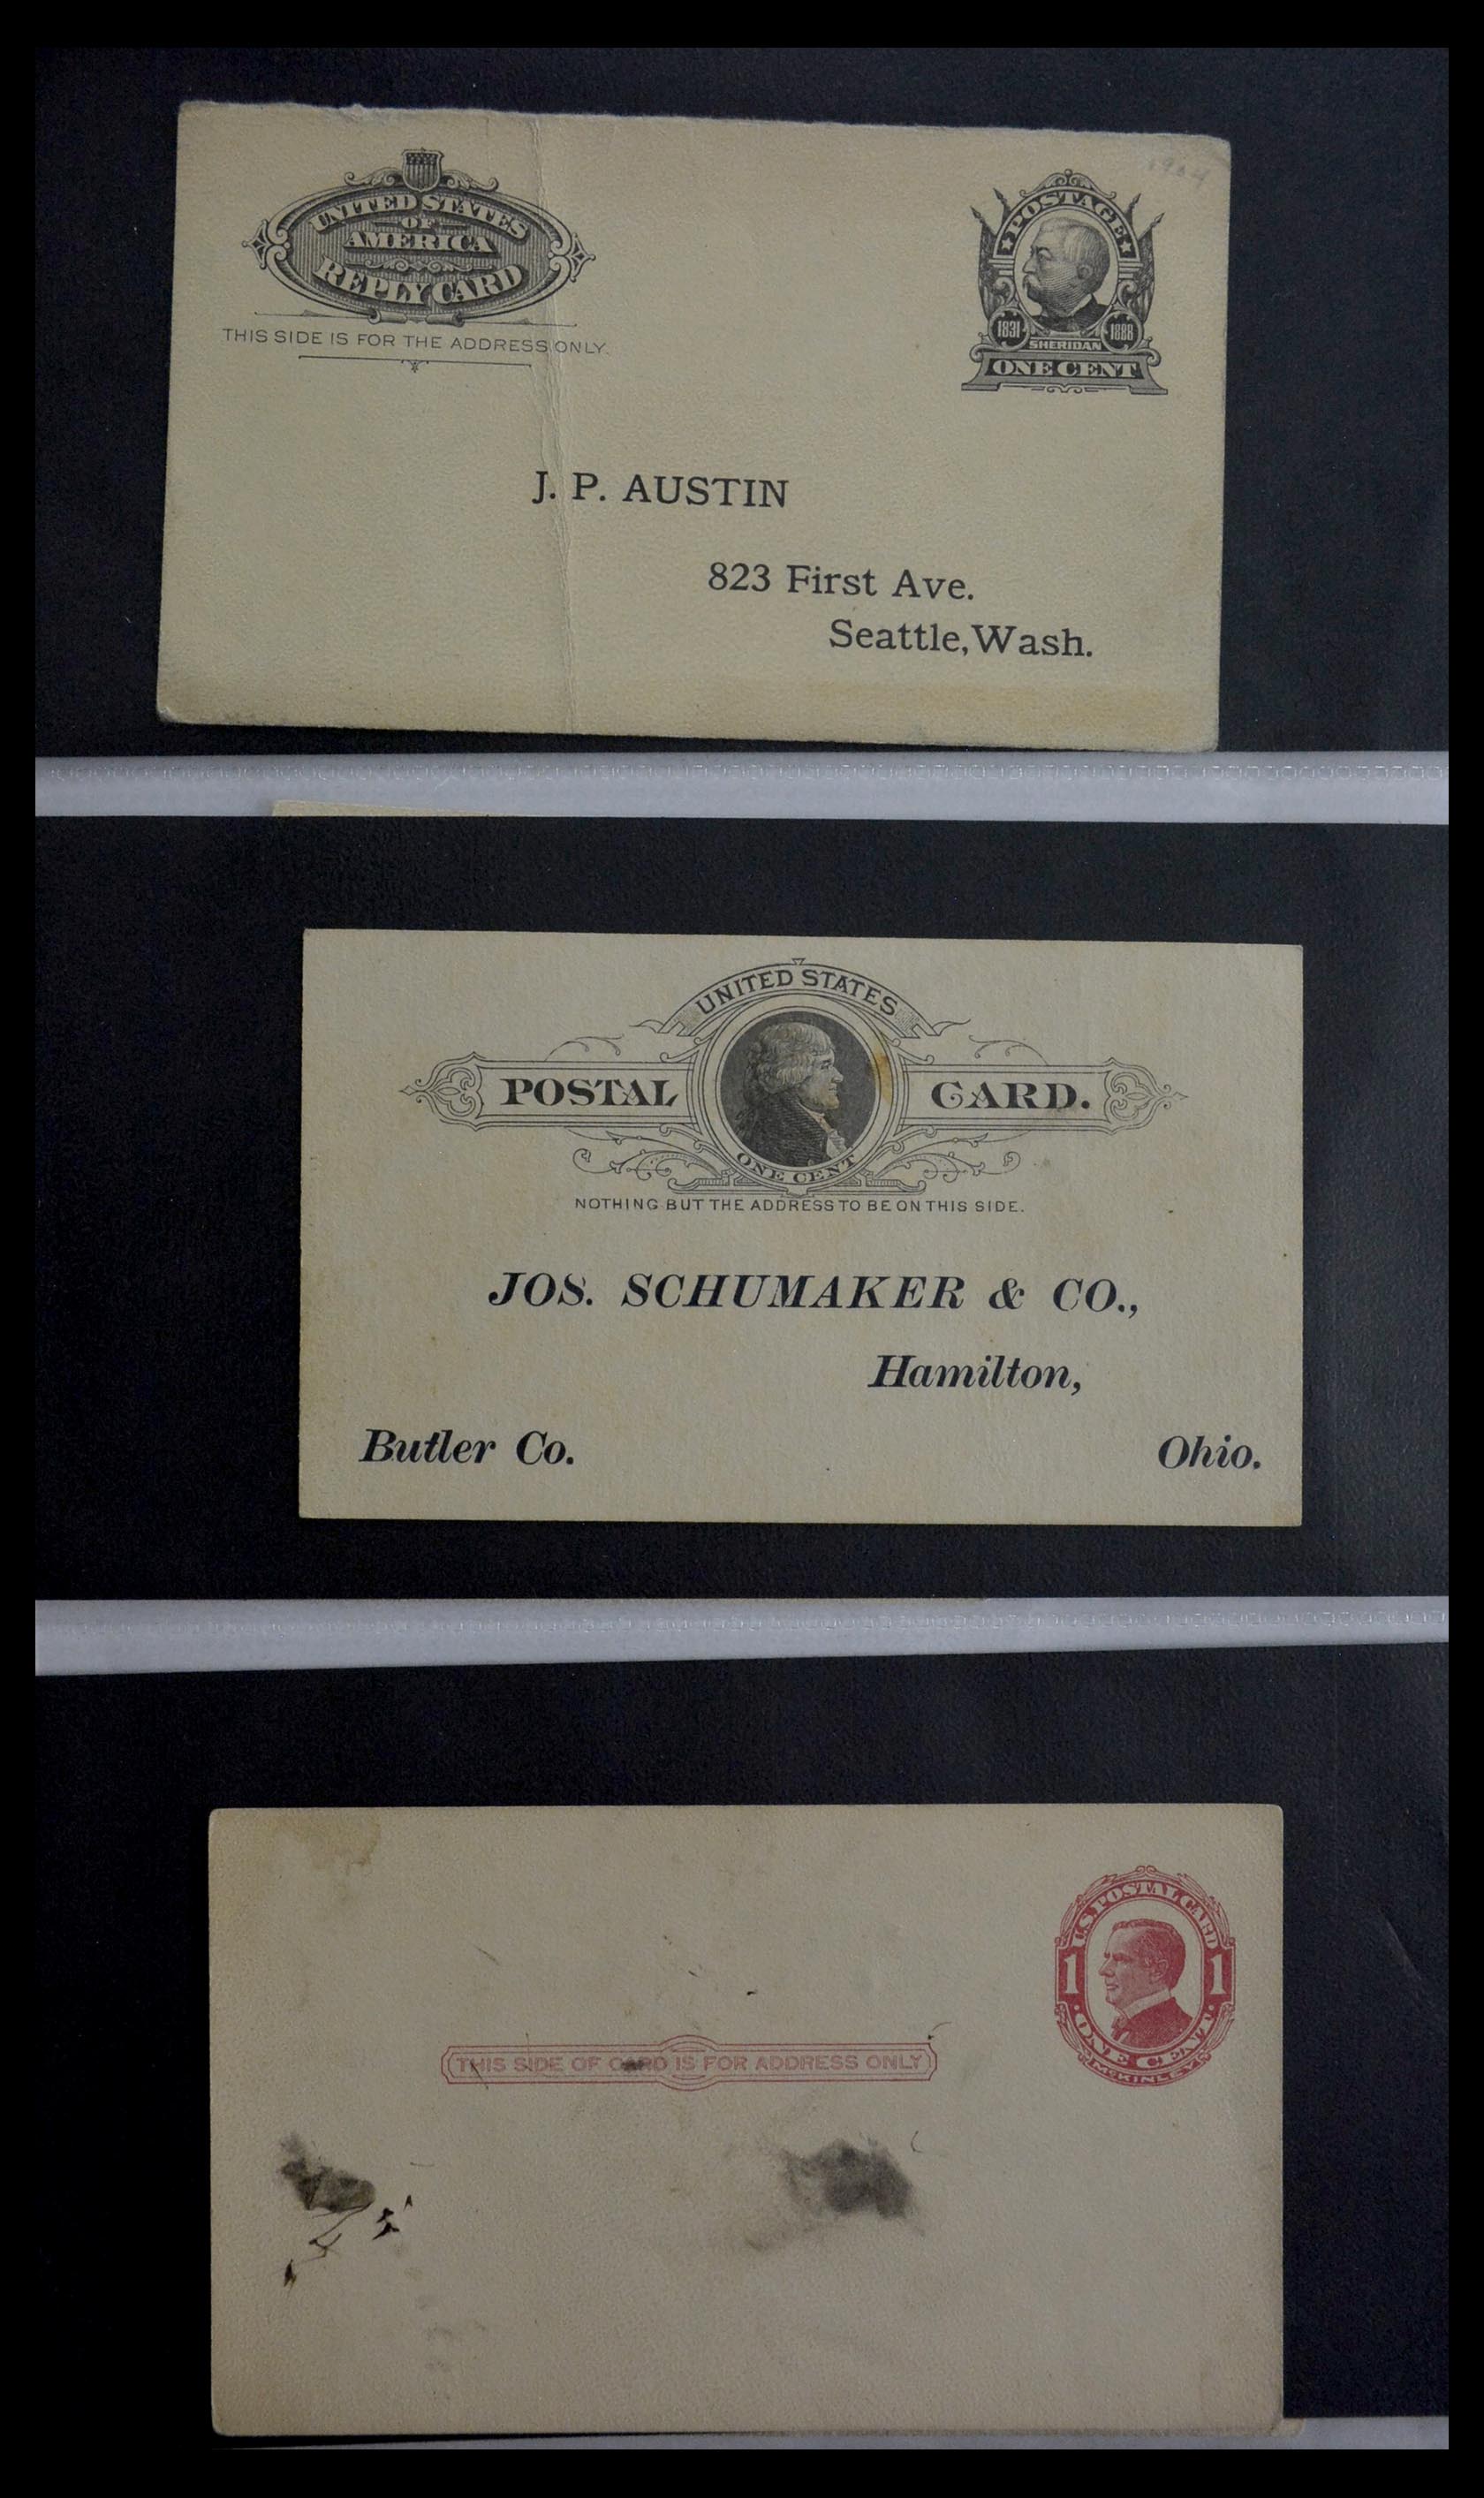 UNITED STATES
OF
AMERICA
REPLY CARD
THIS SIDE IS FOR THE ADDRESS ONLY.
1904
POSTAGE
1831 1888
SHERIDAN
ONE CENT
J. P. AUSTIN
823 First Ave.
Seattle, Wash.
UNITED STATES
POSTAL CARD.
ONE CENT
NOTHING BUT THE ADDRESS TO BE ON THIS SIDE.
JOS. SCHUMAKER & CO.,
Hamilton,
Butler Co. Ohio.
U.S. POSTAL CARD
1 1
ONE CENT
McKINLEY
THIS SIDE OF CARD IS FOR ADDRESS ONLY